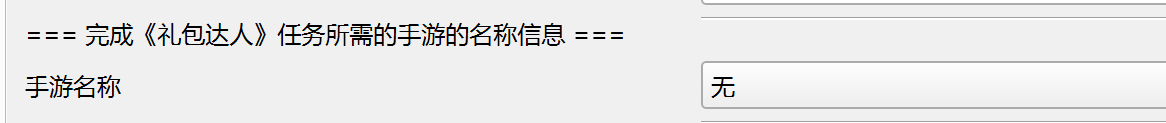 === 完成《礼包达人》任务所需的手游的名称信息 ===
手游名称
无